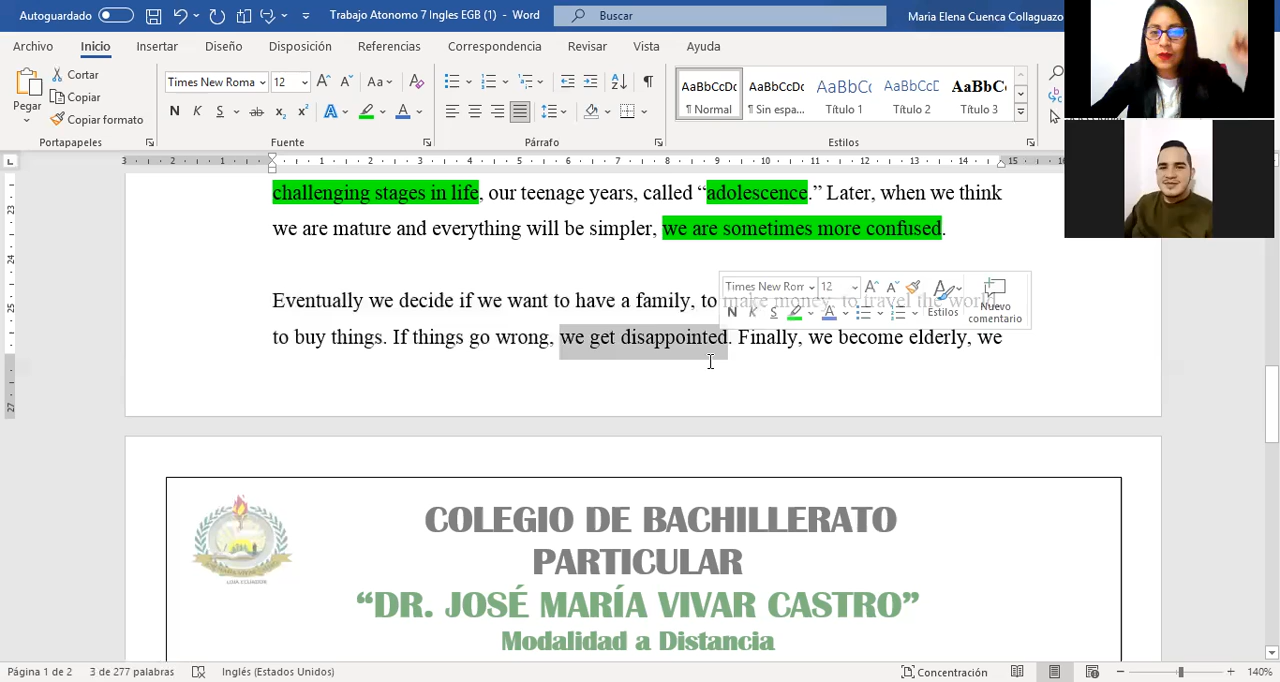 Autoguardado
Trabajo Atonomo 7 Ingles EGB (1) - Word
Buscar
Maria Elena Cuenca Collaguazo
Archivo
Inicio
Insertar
Diseño
Disposición
Referencias
Correspondencia
Revisar
Vista
Ayuda
Pegar
Cortar
Copiar
Copiar formato
Portapapeles
Times New Roma
12
Fuente
Párrafo
AaBbCcDc
¶ Normal
AaBbCcDc
¶ Sin espa...
AaBbCc
Título 1
AaBbCcD
Título 2
AaBbC
Título 3
Estilos
challenging stages in life, our teenage years, called “adolescence.” Later, when we think
we are mature and everything will be simpler, we are sometimes more confused.
Times New Rom
12
N K S
Estilos
Nuevo comentario
Eventually we decide if we want to have a family, to make money, to travel the world,
to buy things. If things go wrong, we get disappointed. Finally, we become elderly, we
COLEGIO DE BACHILLERATO
PARTICULAR
“DR. JOSÉ MARÍA VIVAR CASTRO”
Modalidad a Distancia
LOJA ECUADOR
Página 1 de 2
3 de 277 palabras
Inglés (Estados Unidos)
Concentración
140%